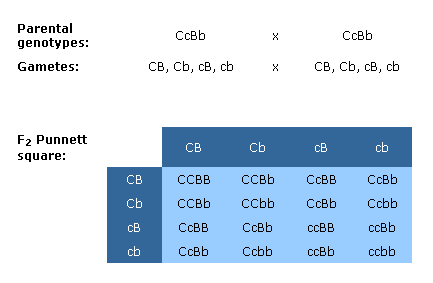 Parental
genotypes: CcBb x CcBb
Gametes: CB, Cb, cB, cb x CB, Cb, cB, cb
F2 Punnett
square:
CB Cb cB cb
CB CCBB CCBb CcBB CcBb
Cb CCBb CCbb CcBb Ccbb
cB CcBB CcBb ccBB ccBb
cb CcBb Ccbb ccBb ccbb